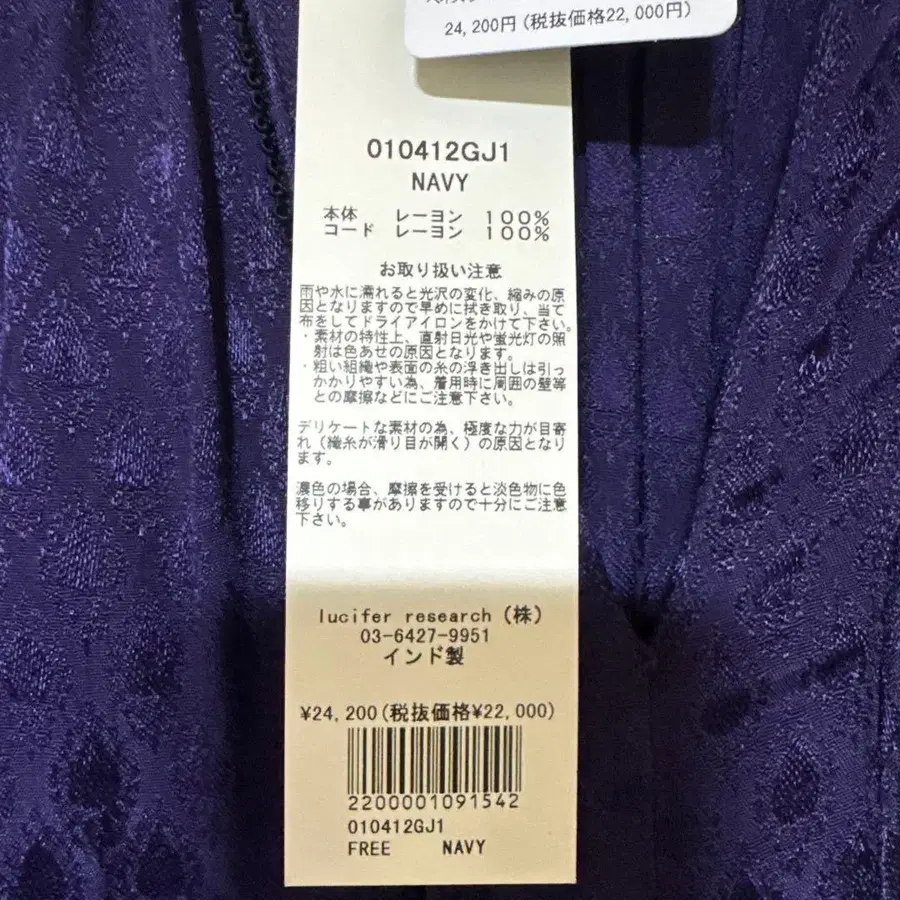 24,200円(税抜価格22,000円)
010412GJ1
NAVY
本体 レーヨン 100%
コード レーヨン 100%
お取り扱い注意
雨や水に濡れると光沢の変化、縮みの原
因となりますので早めに拭き取り、当て
布をしてドライアイロンをかけて下さい。
・素材の特性上、直射日光や蛍光灯の照
射は色あせの原因となります。
・粗い組織や表面の糸の浮き出しは引っ
かかりやすい為、着用時に周囲の壁等
との摩擦などにご注意下さい。
デリケートな素材の為、極度な力が目寄
れ(織糸が滑り目が開く)の原因となり
ます。
濃色の場合、摩擦を受けると淡色物に色
移りする事がありますので十分にご注意
下さい。
lucifer research(株)
03-6427-9951
インド製
¥24,200(税抜価格¥22,000)
2200001091542
010412GJ1
FREE NAVY